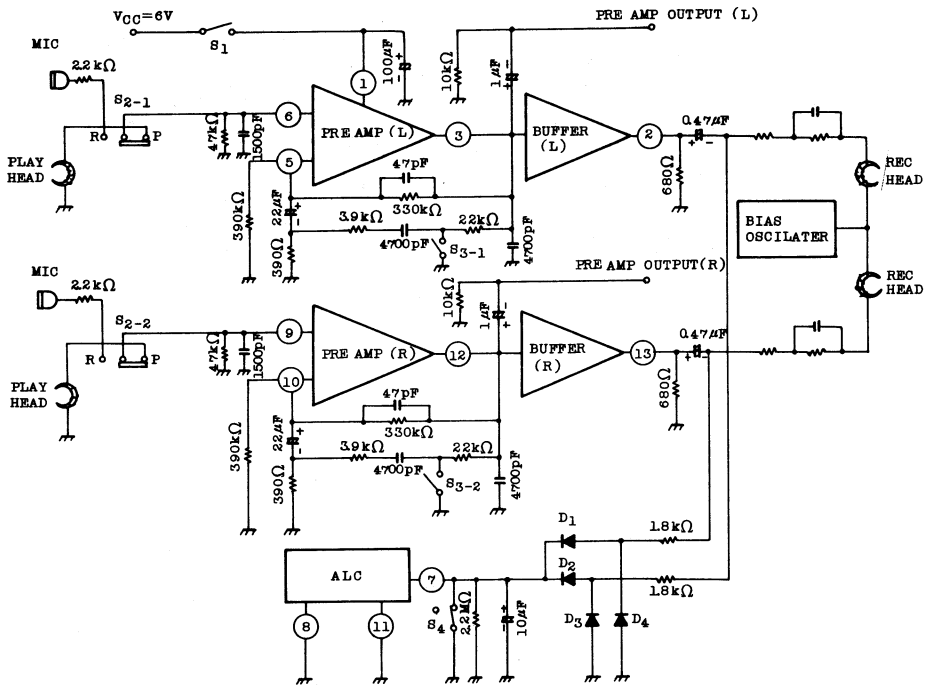 PRE AMP OUTPUT (L)
VCC=6V
S1
MIC
2.2kΩ
100μF
10kΩ
1μF
1
S2-1
R
P
47kΩ
1500pF
6
5
PRE AMP (L)
3
BUFFER
(L)
2
0.47μF
680Ω
PLAY
HEAD
REC
HEAD
47pF
330kΩ
390kΩ
22μF
390Ω
3.9kΩ
4700pF
22kΩ
S3-1
4700pF
BIAS
OSCILATER
MIC
2.2kΩ
PRE AMP OUTPUT(R)
10kΩ
1μF
REC
HEAD
S2-2
R
P
47kΩ
1500pF
9
10
PRE AMP (R)
12
BUFFER
(R)
13
0.47μF
680Ω
PLAY
HEAD
47pF
330kΩ
390kΩ
22μF
390Ω
3.9kΩ
4700pF
22kΩ
S3-2
4700pF
D1
1.8kΩ
ALC
7
D2
1.8kΩ
8
11
S4
2.2MΩ
10μF
D3
D4